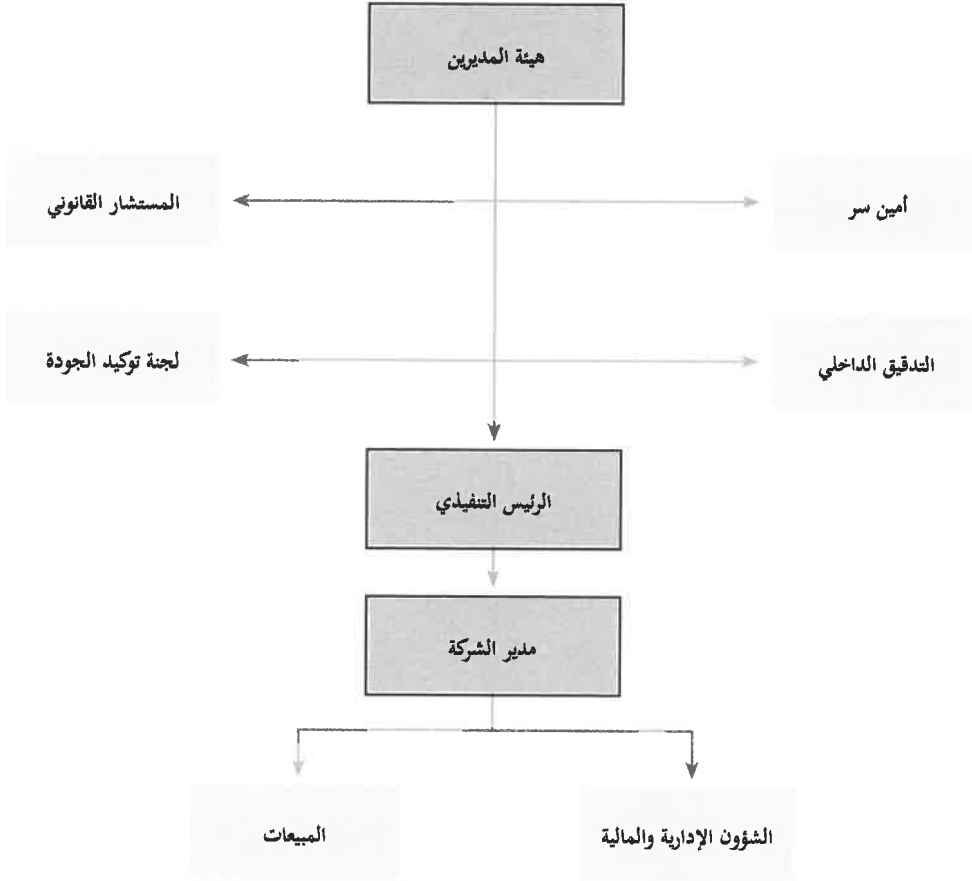 هيئة المديرين
أمين سر
المستشار القانوني
التدقيق الداخلي
لجنة توكيد الجودة
الرئيس التنفيذي
مدير الشركة
الشؤون الإدارية والمالية
المبيعات